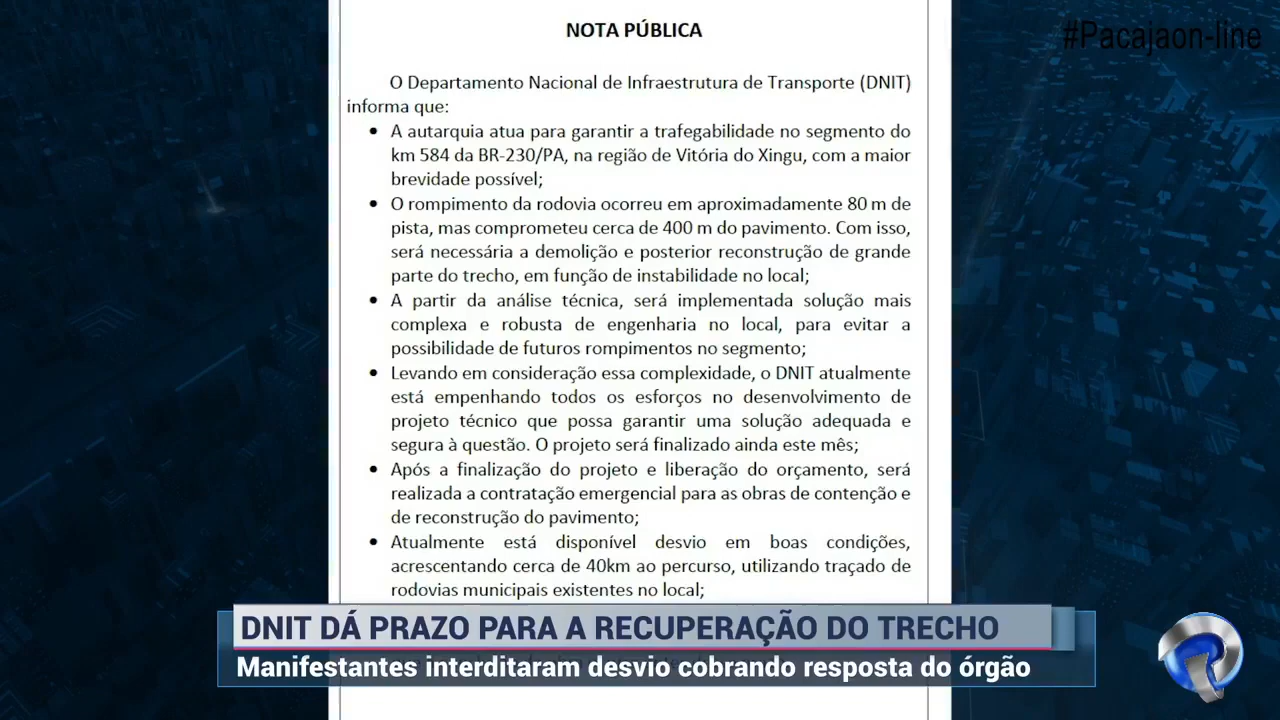 NOTA PÚBLICA
#Pacajaon-line
O Departamento Nacional de Infraestrutura de Transporte (DNIT)
informa que:
• A autarquia atua para garantir a trafegabilidade no segmento do
km 584 da BR-230/PA, na região de Vitória do Xingu, com a maior
brevidade possível;
• O rompimento da rodovia ocorreu em aproximadamente 80 m de
pista, mas comprometeu cerca de 400 m do pavimento. Com isso,
será necessária a demolição e posterior reconstrução de grande
parte do trecho, em função de instabilidade no local;
• A partir da análise técnica, será implementada solução mais
complexa e robusta de engenharia no local, para evitar a
possibilidade de futuros rompimentos no segmento;
• Levando em consideração essa complexidade, o DNIT atualmente
está empenhando todos os esforços no desenvolvimento de
projeto técnico que possa garantir uma solução adequada e
segura à questão. O projeto será finalizado ainda este mês;
• Após a finalização do projeto e liberação do orçamento, será
realizada a contratação emergencial para as obras de contenção e
de reconstrução do pavimento;
• Atualmente está disponível desvio em boas condições,
acrescentando cerca de 40km ao percurso, utilizando traçado de
rodovias municipais existentes no local;
DNIT DÁ PRAZO PARA A RECUPERAÇÃO DO TRECHO
Manifestantes interditaram desvio cobrando resposta do órgão